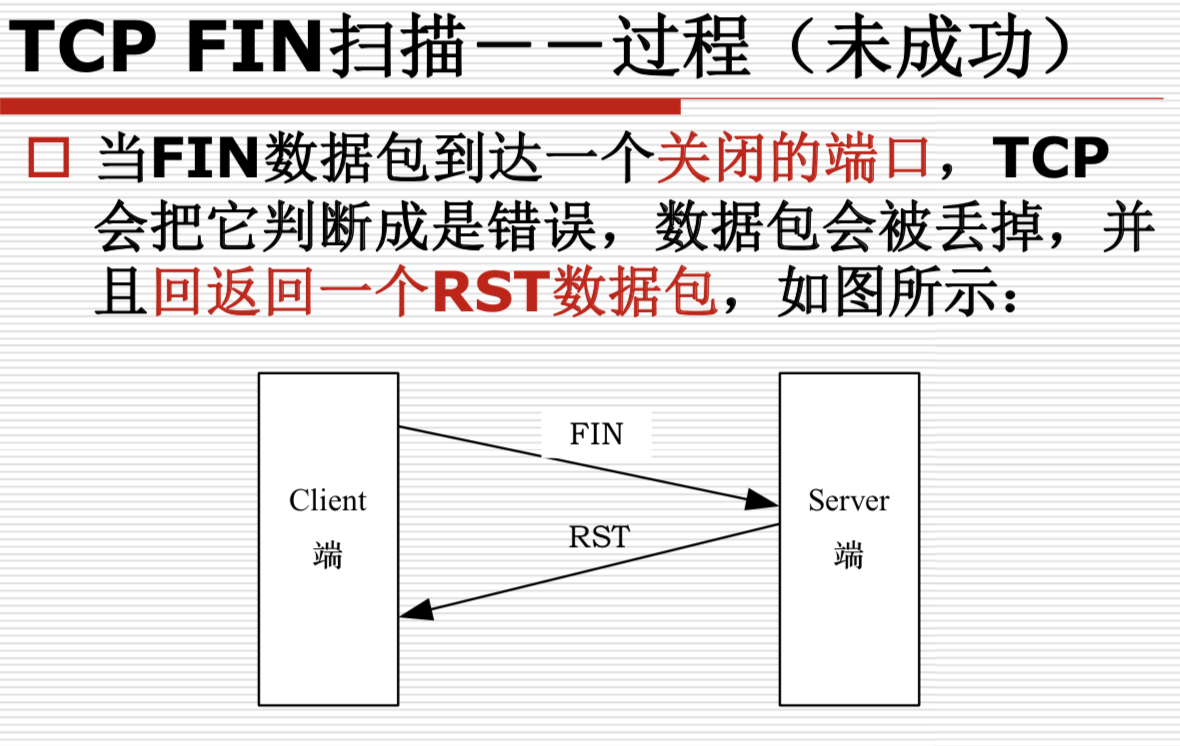 TCP FIN扫描——过程（未成功）
当FIN数据包到达一个关闭的端口，TCP
会把它判断成是错误，数据包会被丢掉，并
且回返回一个RST数据包，如图所示：
FIN
Client
端
Server
端
RST